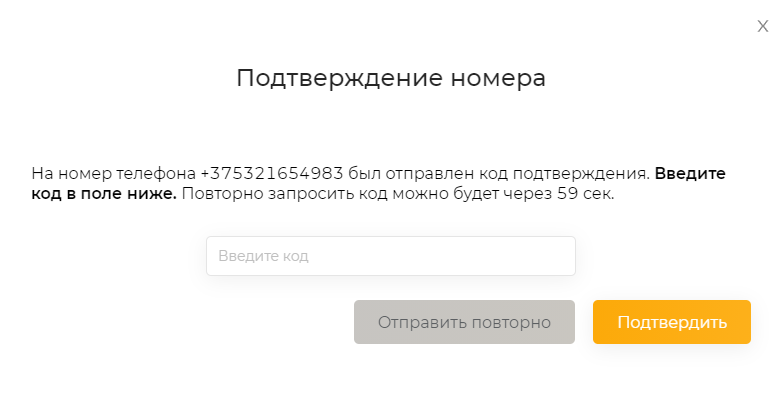 X
Подтверждение номера
На номер телефона +375321654983 был отправлен код подтверждения. Введите
код в поле ниже. Повторно запросить код можно будет через 59 сек.
Введите код
Отправить повторно
Подтвердить